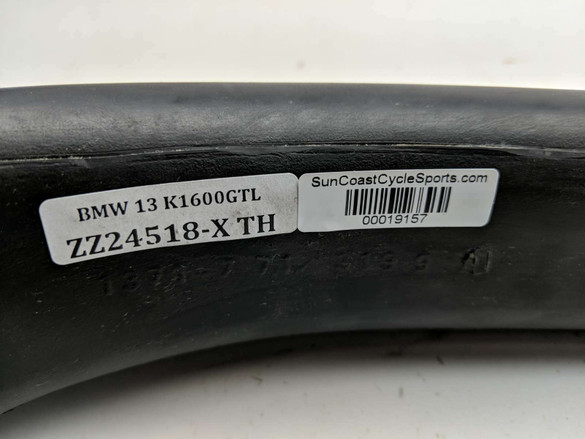 BMW 13 K1600GTL
ZZ24518-X TH
SunCoastCycleSports.com
00019157